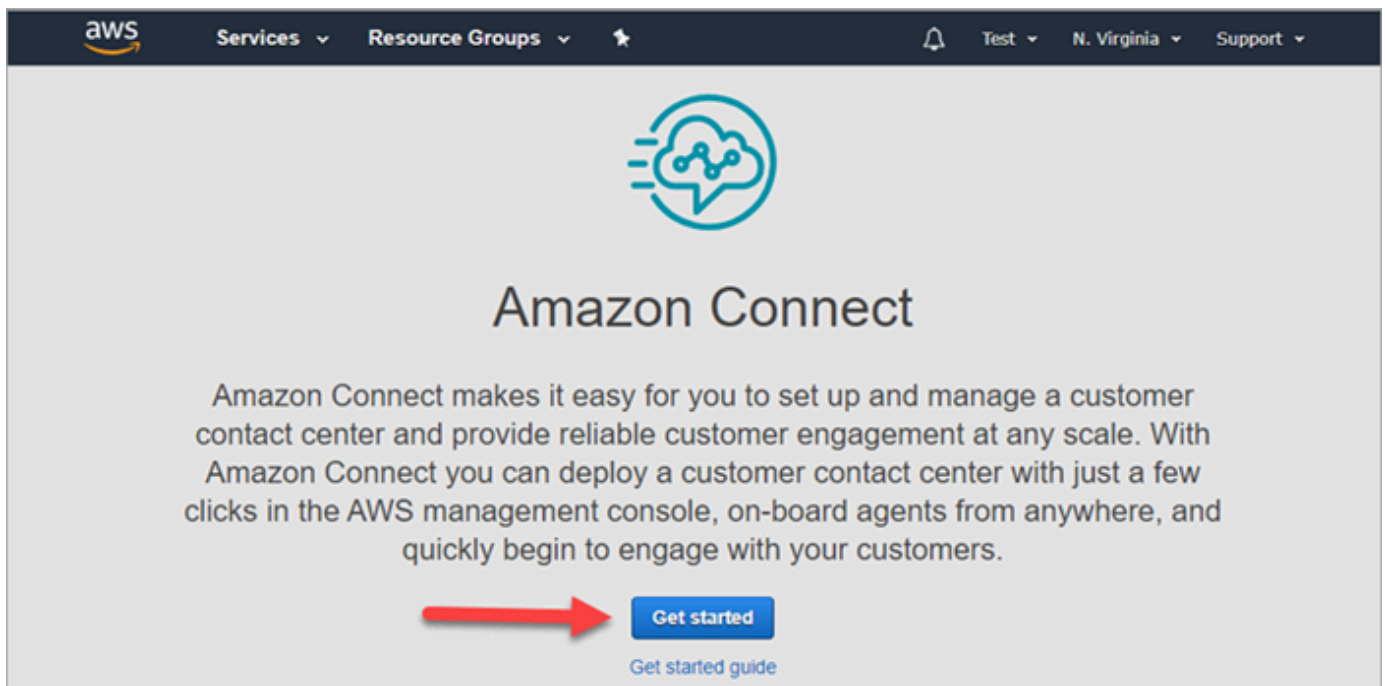 aws Services Resource Groups Test N. Virginia Support
Amazon Connect
Amazon Connect makes it easy for you to set up and manage a customer
contact center and provide reliable customer engagement at any scale. With
Amazon Connect you can deploy a customer contact center with just a few
clicks in the AWS management console, on-board agents from anywhere, and
quickly begin to engage with your customers.
Get started
Get started guide